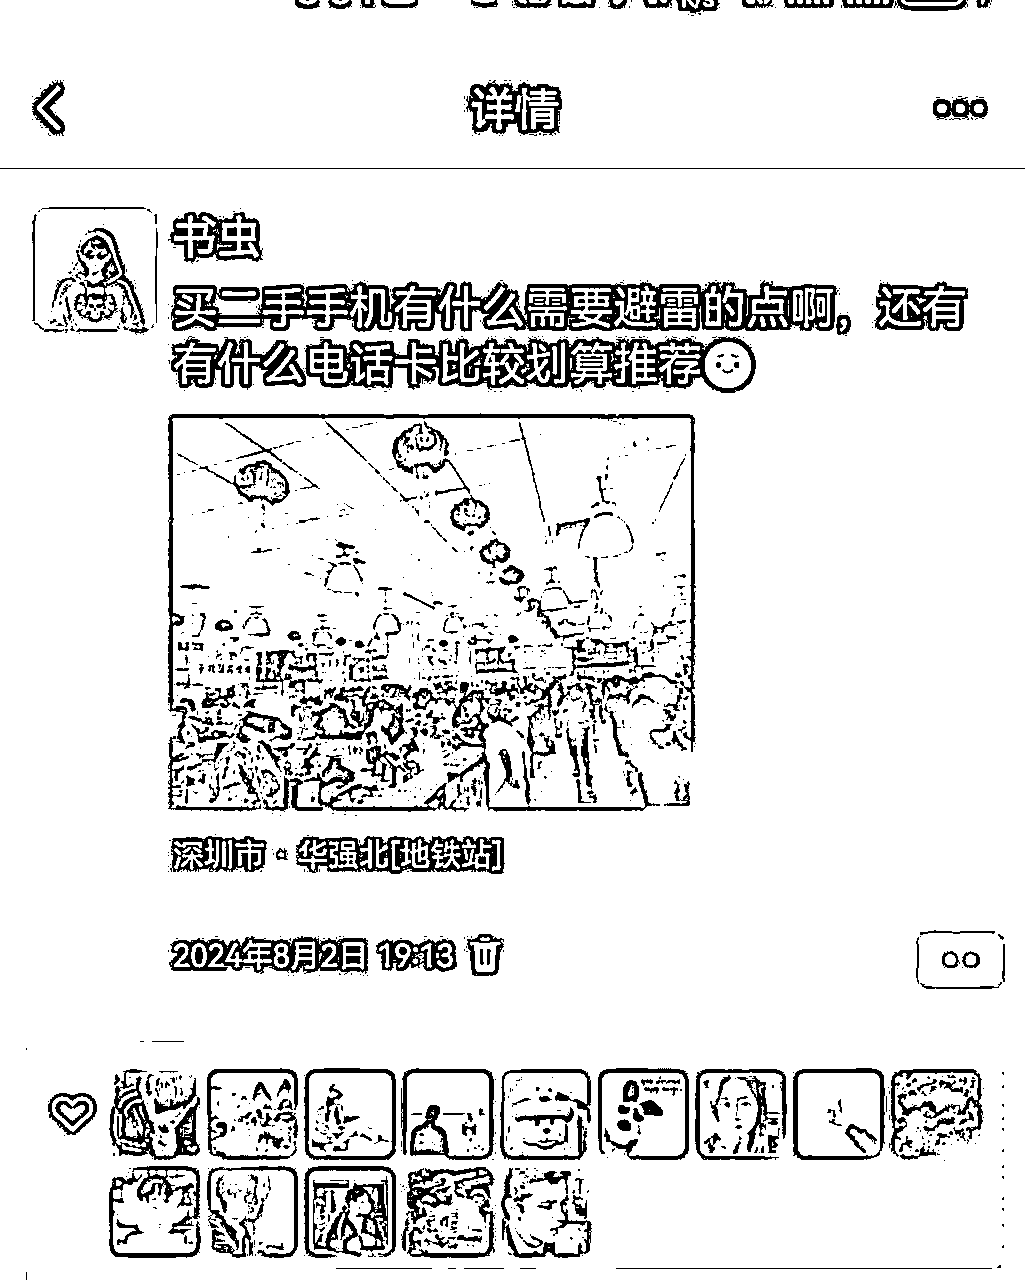 详情
书虫
买二手手机有什么需要避雷的点啊，还有
有什么电话卡比较划算推荐
深圳市。华强北[地铁站]
2024年8月2日 19:13